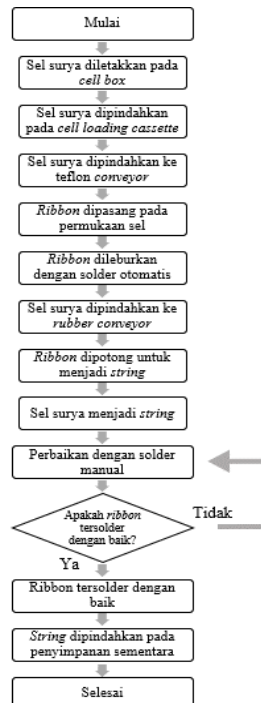 Mulai
Sel surya diletakkan pada
cell box
Sel surya dipindahkan
pada cell loading cassette
Sel surya dipindahkan ke
teflon conveyor
Ribbon dipasang pada
permukaan sel
Ribbon dileburkan
dengan solder otomatis
Sel surya dipindahkan ke
rubber conveyor
Ribbon dipotong untuk
menjadi string
Sel surya menjadi string
Perbaikan dengan solder
manual
Apakah ribbon
tersolder
dengan baik?
Tidak
Ya
Ribbon tersolder dengan
baik
String dipindahkan pada
penyimpanan sementara
Selesai